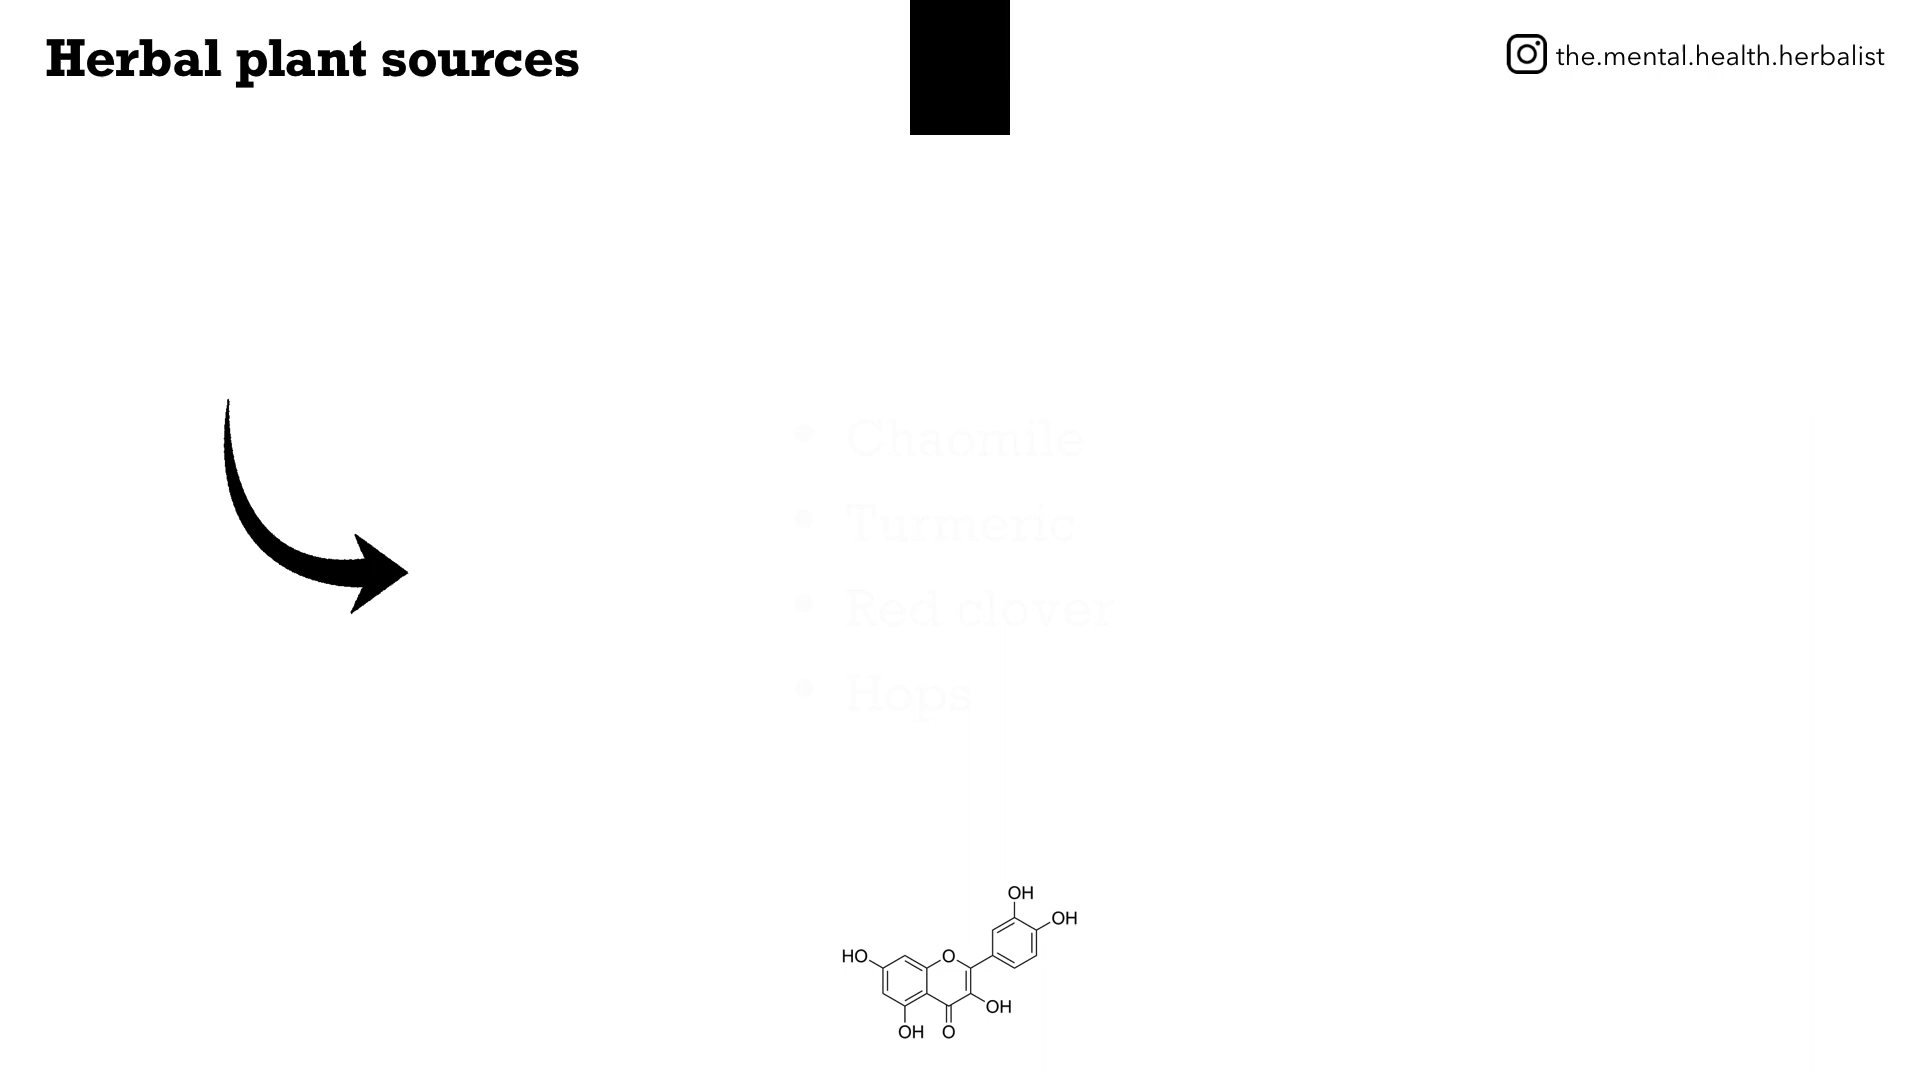 Herbal plant sources
the.mental.health.herbalist
• Chaomile
• Turmeric
• Red clover
• Hops
OH
OH
HO
O
OH
OH
O